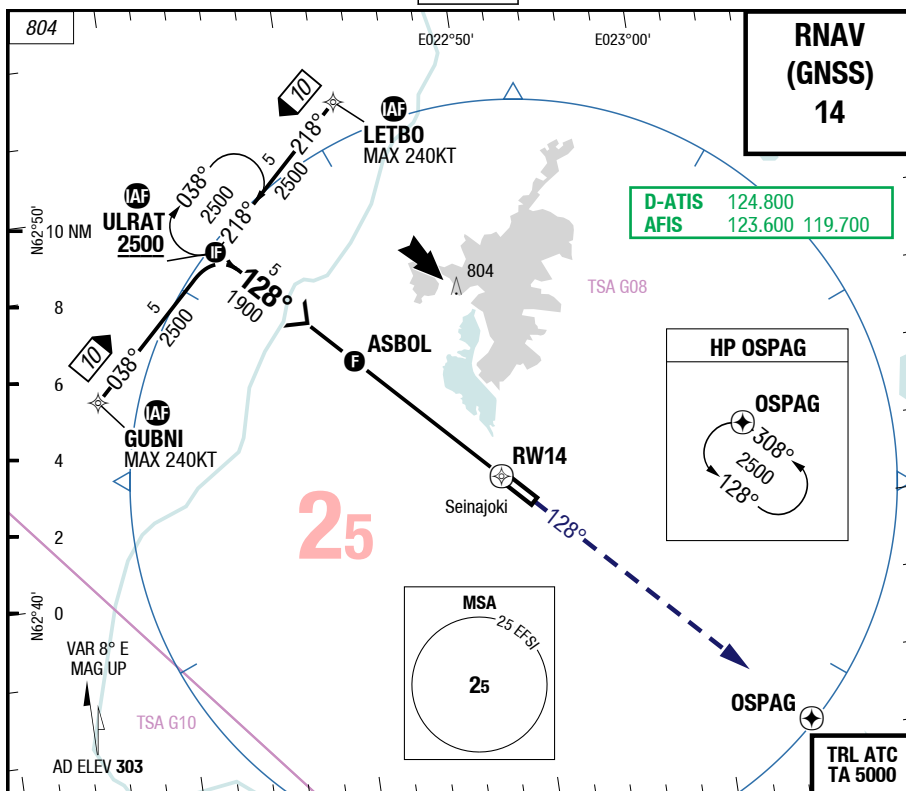 804
E022°50'
E023°00'
RNAV
(GNSS)
14
10
IAF
LETBO
MAX 240KT
218°
5
2500
038°
2500
218°
IAF
ULRAT
2500
IF
N62°50'
10 NM
D-ATIS 124.800
AFIS 123.600 119.700
5
128°
1900
804
TSA G08
5
2500
038°
10
8
F ASBOL
HP OSPAG
OSPAG
308°
2500
128°
6
IAF
GUBNI
MAX 240KT
4
RW14
Seinajoki
128°
25
2
0
N62°40'
MSA
25 EFSI
25
VAR 8° E
MAG UP
TSA G10
AD ELEV 303
OSPAG
TRL ATC
TA 5000